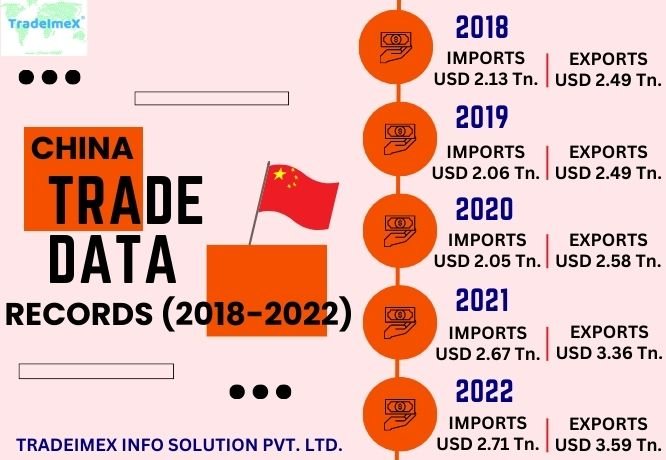 TradeImeX®
CHINA
TRADE
DATA
RECORDS (2018-2022)
TRADEIMEX INFO SOLUTION PVT. LTD.
2018
IMPORTS
USD 2.13 Tn.
EXPORTS
USD 2.49 Tn.
2019
IMPORTS
USD 2.06 Tn.
EXPORTS
USD 2.49 Tn.
2020
IMPORTS
USD 2.05 Tn.
EXPORTS
USD 2.58 Tn.
2021
IMPORTS
USD 2.67 Tn.
EXPORTS
USD 3.36 Tn.
2022
IMPORTS
USD 2.71 Tn.
EXPORTS
USD 3.59 Tn.